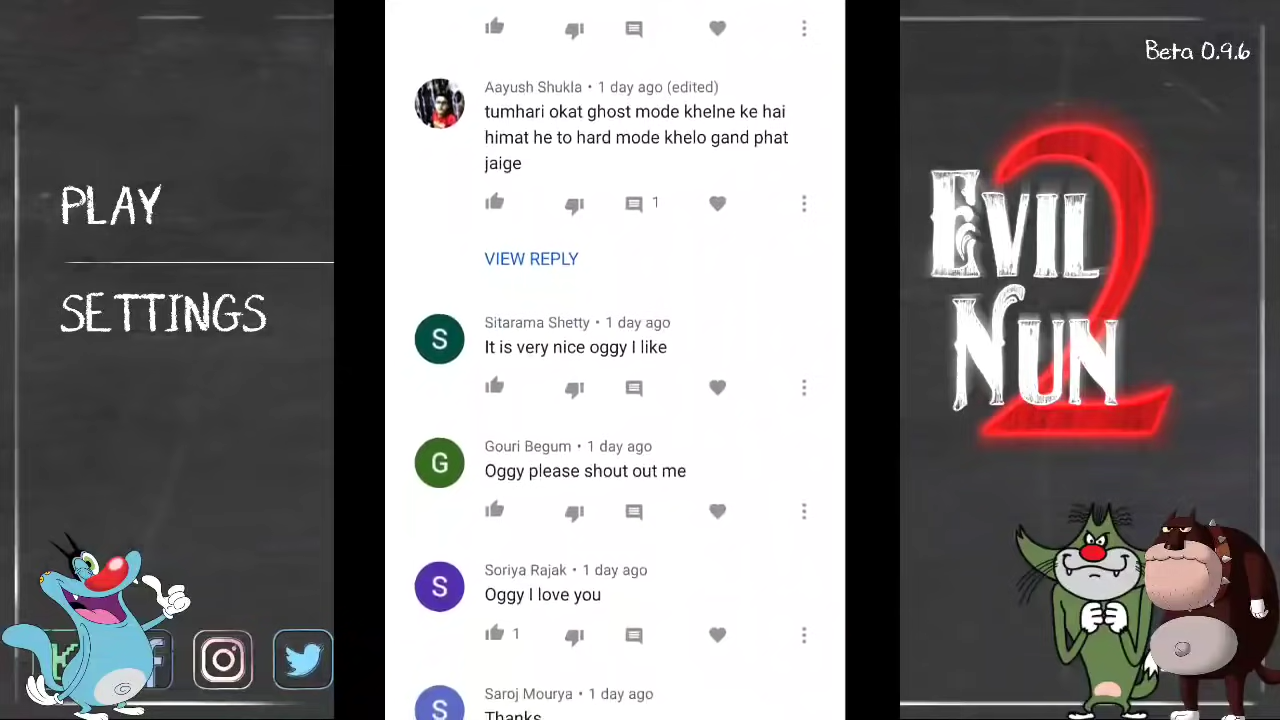 Beta 0.9.6
PLAY
SETTINGS
Aayush Shukla • 1 day ago (edited)
tumhari okat ghost mode khelne ke hai
himat he to hard mode khelo gand phat
jaige
1
VIEW REPLY
S
Sitarama Shetty • 1 day ago
It is very nice oggy I like
G
Gouri Begum • 1 day ago
Oggy please shout out me
S
Soriya Rajak • 1 day ago
Oggy I love you
1
S
Saroj Mourya • 1 day ago
Thanks
EVIL
NUN
2